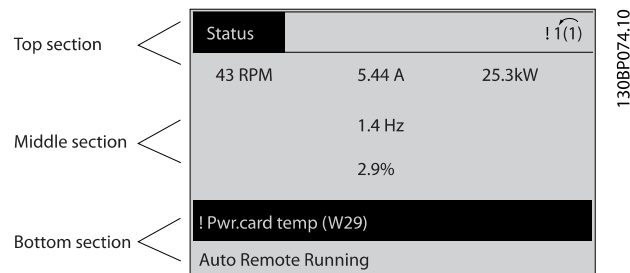 Top section
Status
! 1(1)
43 RPM 5.44 A 25.3kW
Middle section
1.4 Hz
2.9%
! Pwr.card temp (W29)
Bottom section
Auto Remote Running
130BP074.10